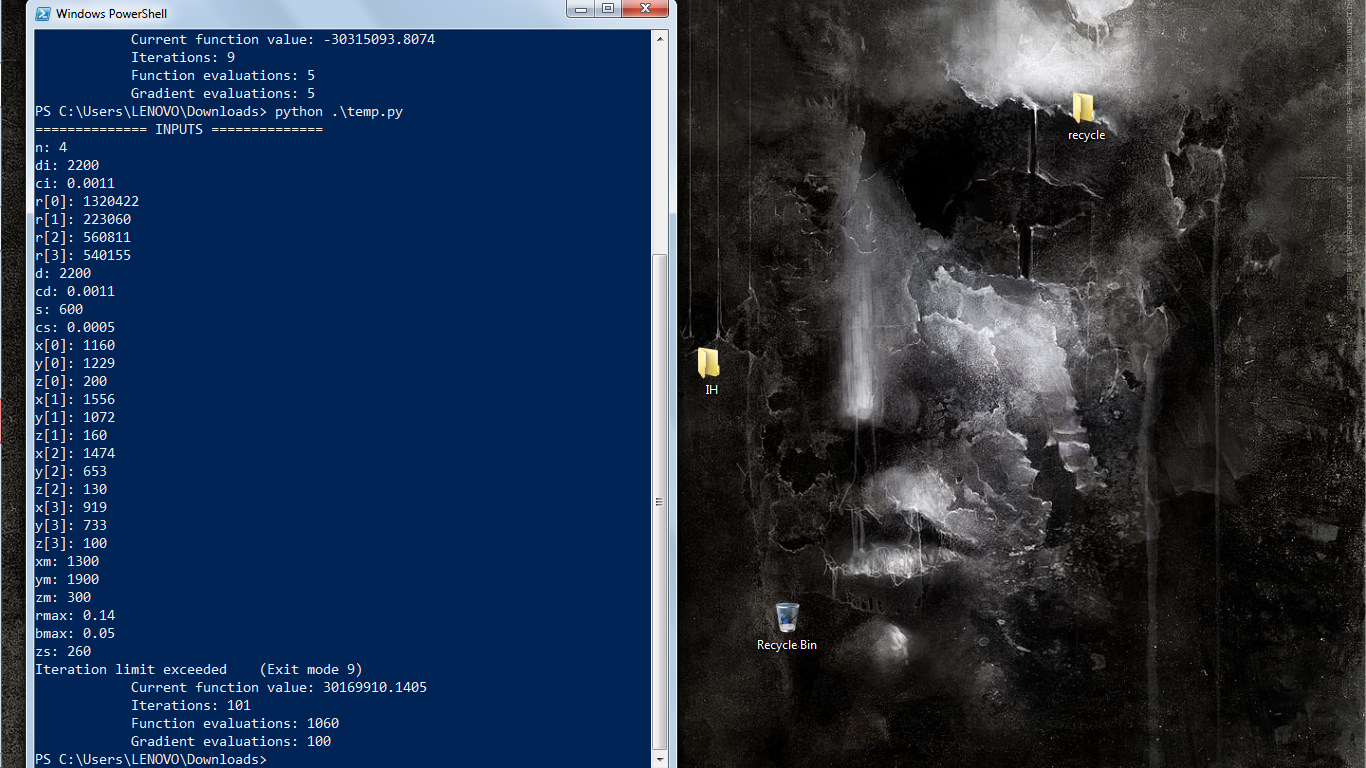 Windows PowerShell
Current function value: -30315093.8074
Iterations: 9
Function evaluations: 5
Gradient evaluations: 5
PS C:\Users\LENOVO\Downloads> python .\temp.py
============== INPUTS ==============
n: 4
di: 2200
ci: 0.0011
r[0]: 1320422
r[1]: 223060
r[2]: 560811
r[3]: 540155
d: 2200
cd: 0.0011
s: 600
cs: 0.0005
x[0]: 1160
y[0]: 1229
z[0]: 200
x[1]: 1556
y[1]: 1072
z[1]: 160
x[2]: 1474
y[2]: 653
z[2]: 130
x[3]: 919
y[3]: 733
z[3]: 100
xm: 1300
ym: 1900
zm: 300
rmax: 0.14
bmax: 0.05
zs: 260
Iteration limit exceeded    (Exit mode 9)
Current function value: 30169910.1405
Iterations: 101
Function evaluations: 1060
Gradient evaluations: 100
PS C:\Users\LENOVO\Downloads>
recycle
IH
Recycle Bin